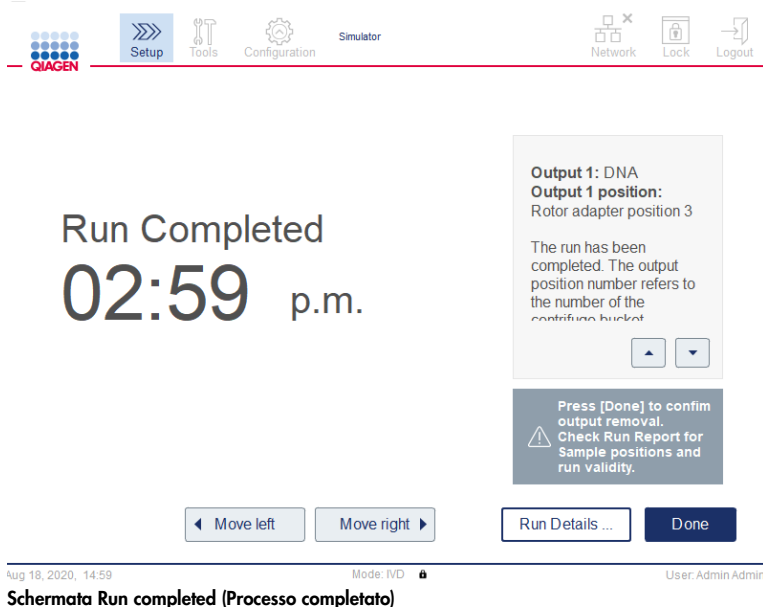 QIAGEN
Setup
Tools
Configuration
Simulator
Network
Lock
Logout
Run Completed
02:59 p.m.
Output 1: DNA
Output 1 position:
Rotor adapter position 3
The run has been
completed. The output
position number refers to
the number of the
centrifuge bucket
Press [Done] to confim
output removal.
Check Run Report for
Sample positions and
run validity.
Move left
Move right
Run Details ...
Done
Aug 18, 2020, 14:59
Mode: IVD
User: Admin Admin
Schermata Run completed (Processo completato)